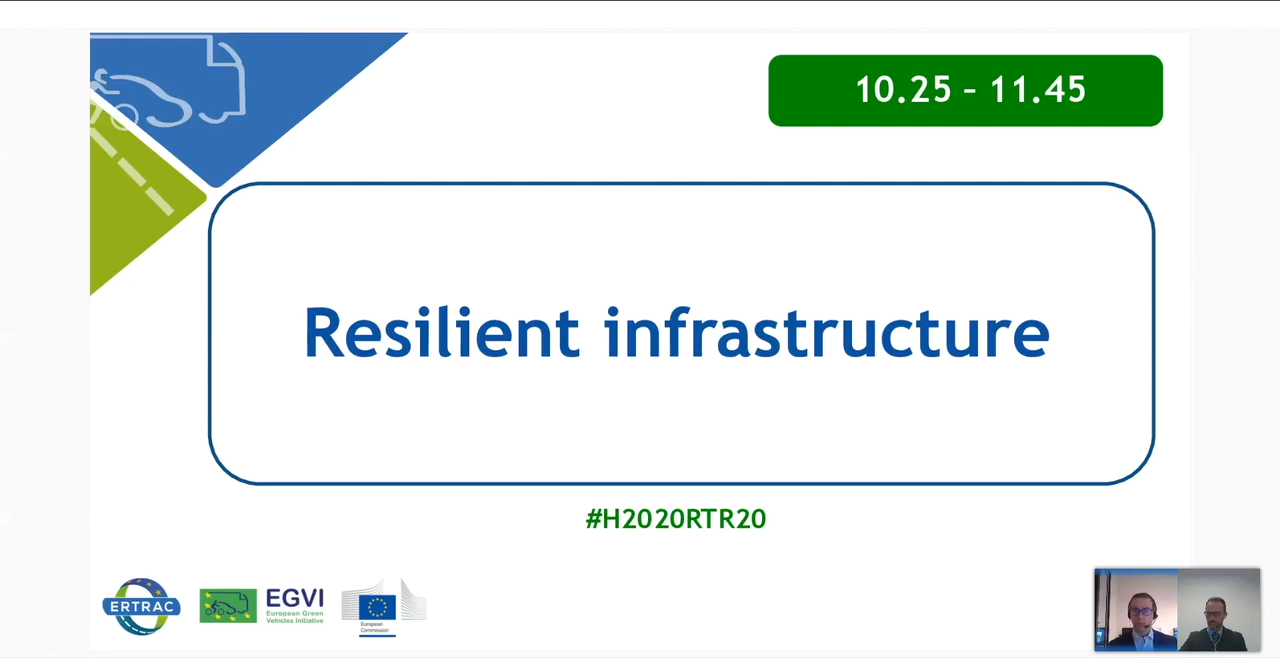 10.25 – 11.45
Resilient infrastructure
#H2020RTR20
ERTRAC
EGVI
European Green
Vehicles Initiative
European
Commission